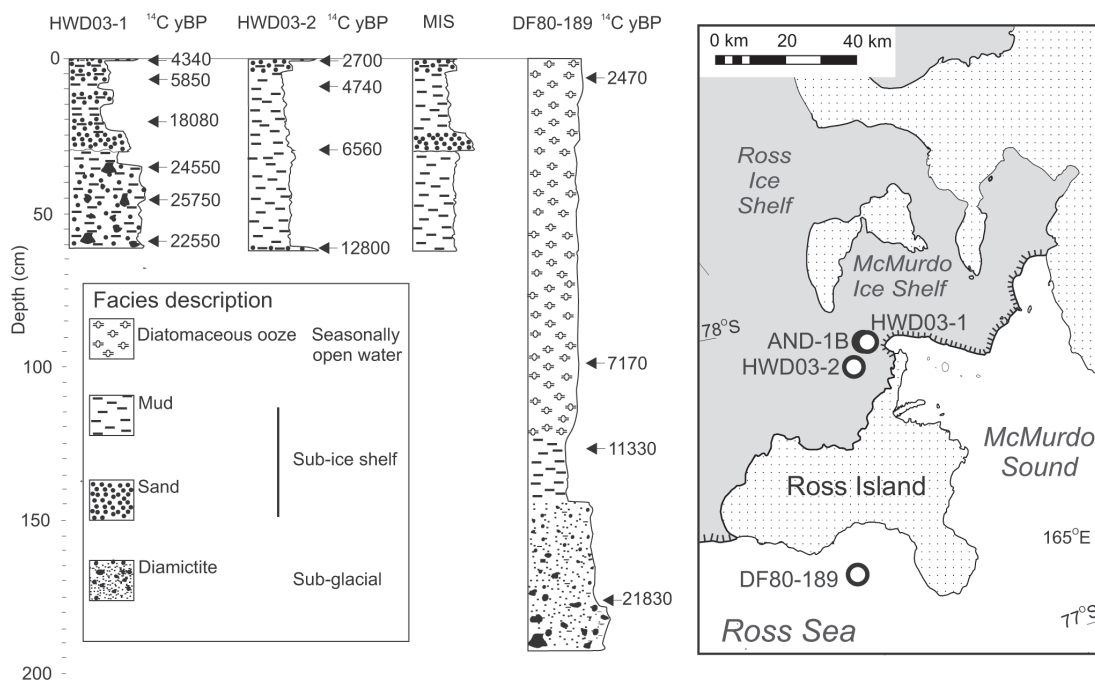 HWD03-1 ¹⁴C yBP HWD03-2 ¹⁴C yBP MIS DF80-189 ¹⁴C yBP
0
50
100
150
200
Depth (cm)
4340
5850
18080
24550
25750
22550
2700
4740
6560
12800
2470
7170
11330
21830
Facies description
Diatomaceous ooze
Seasonally
open water
Mud
Sub-ice shelf
Sand
Diamictite
Sub-glacial
0 km 20 40 km
Ross
Ice
Shelf
McMurdo
Ice Shelf
78°S
AND-1B
HWD03-1
HWD03-2
McMurdo
Sound
Ross Island
165°E
DF80-189
77°S
Ross Sea